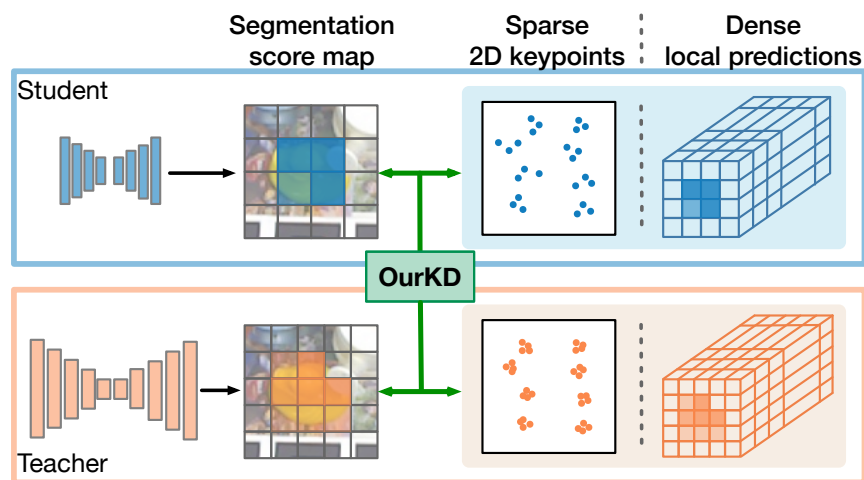 Segmentation
score map
Sparse
2D keypoints
Dense
local predictions
Student
OurKD
Teacher